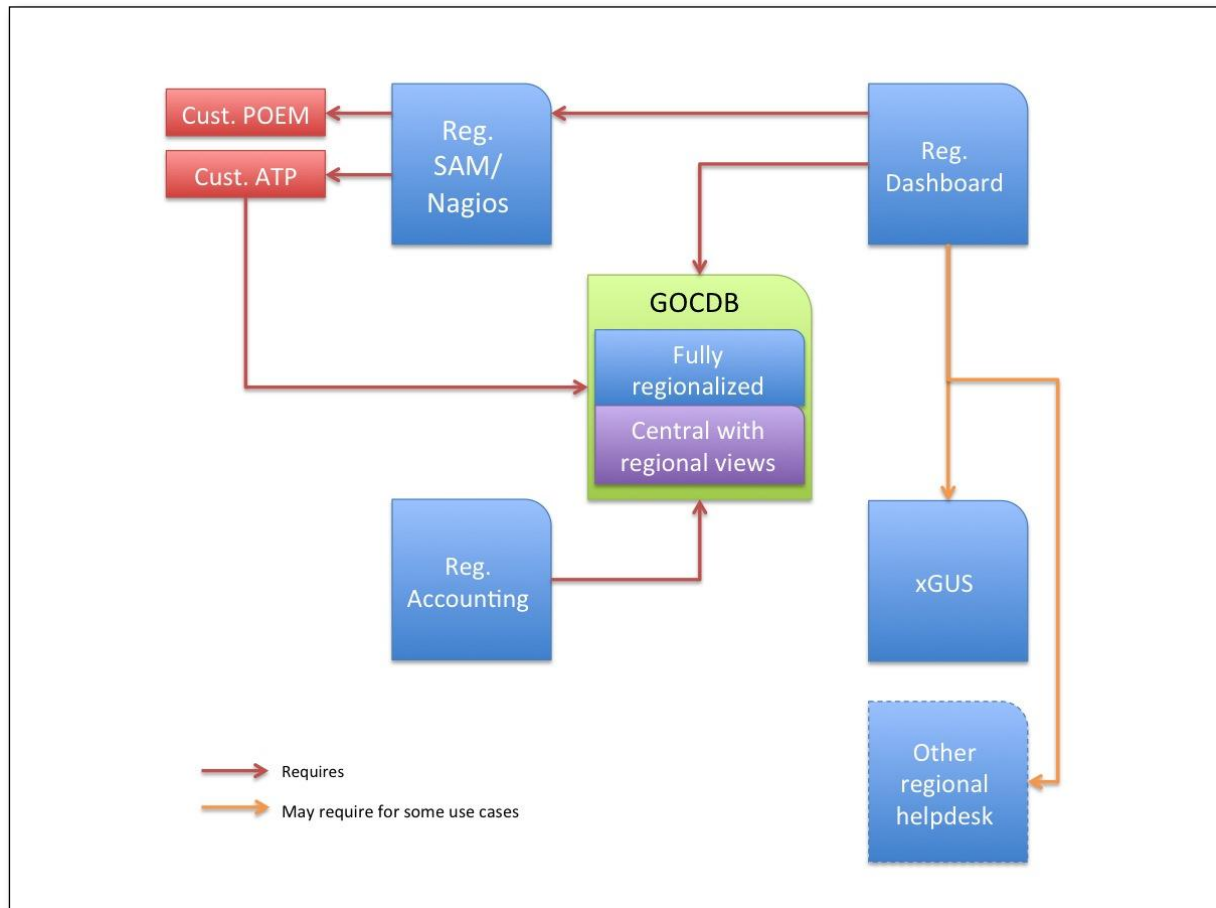 Cust. POEM
Cust. ATP
Reg.
SAM/
Nagios
Reg.
Dashboard
GOCDB
Fully
regionalized
Central with
regional views
Reg.
Accounting
xGUS
Other
regional
helpdesk
Requires
May require for some use cases